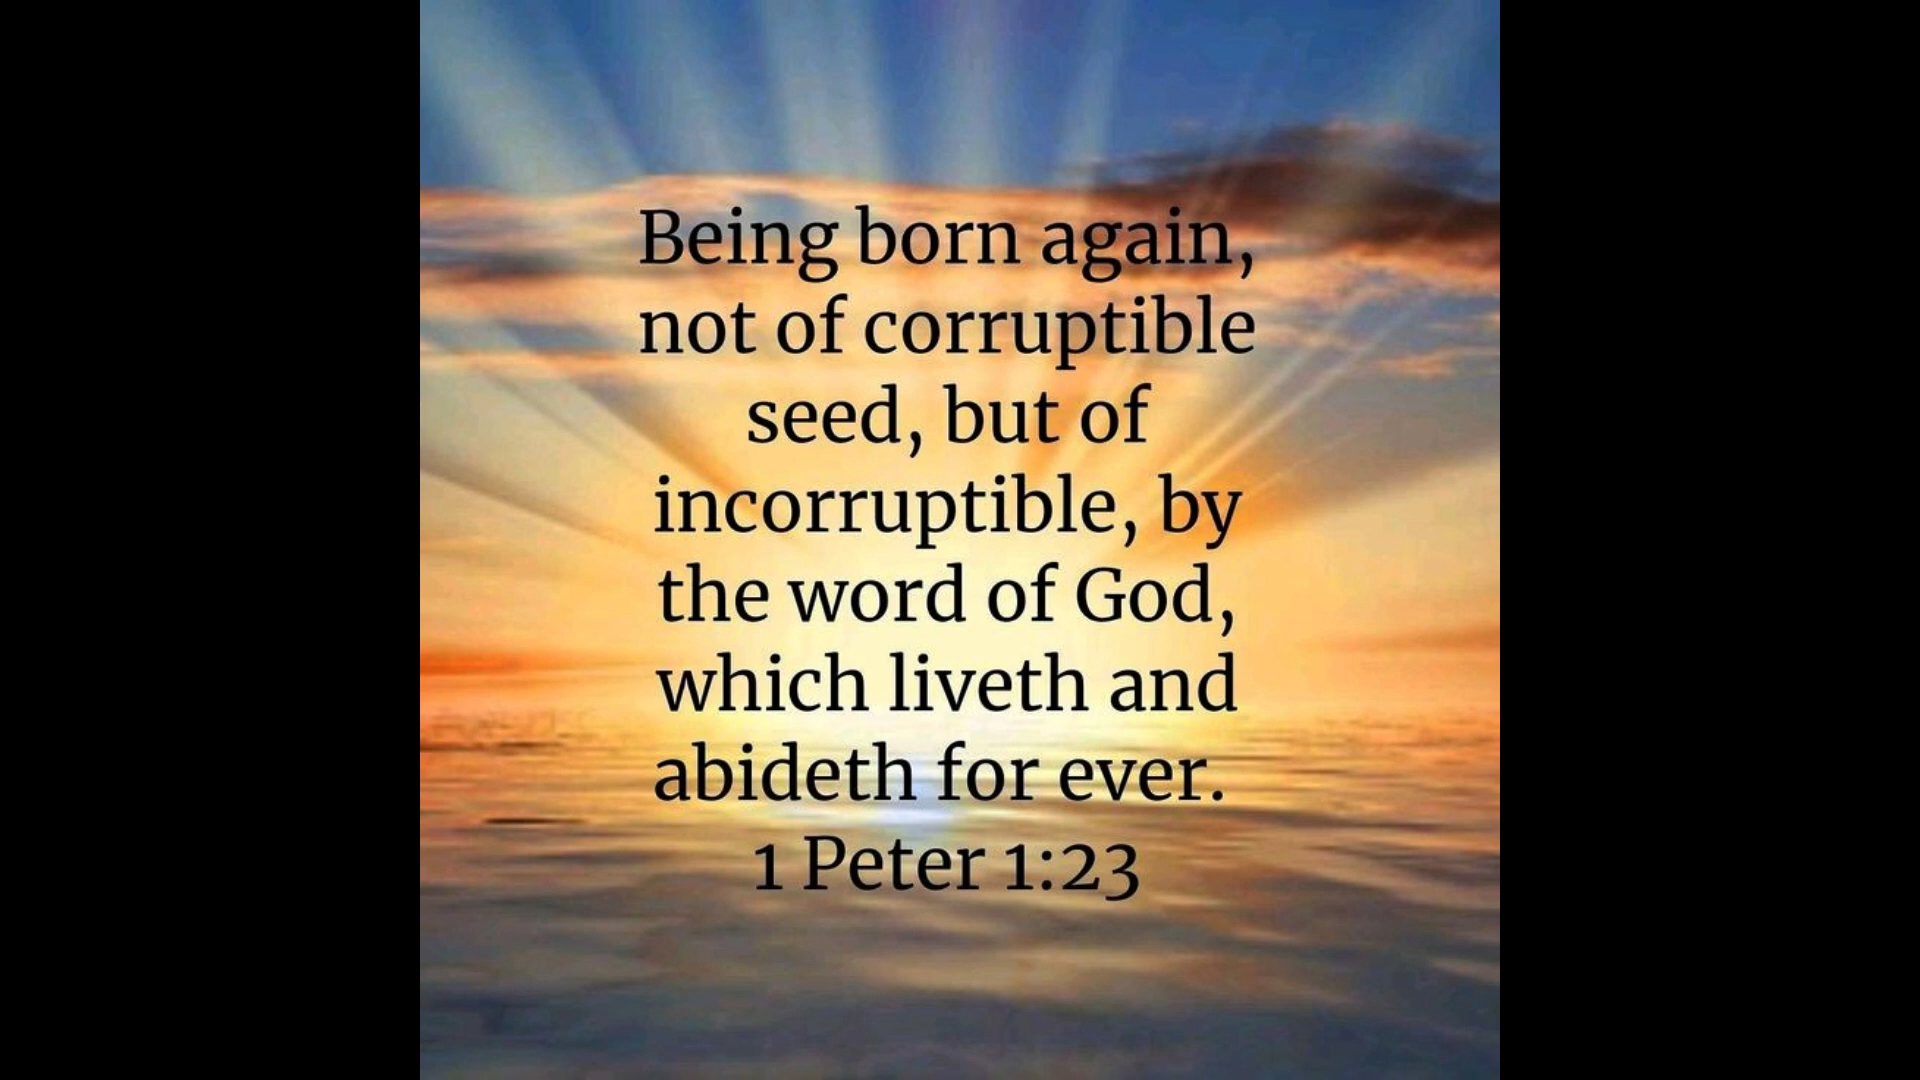 Being born again,
not of corruptible
seed, but of
incorruptible, by
the word of God,
which liveth and
abideth for ever.
1 Peter 1:23